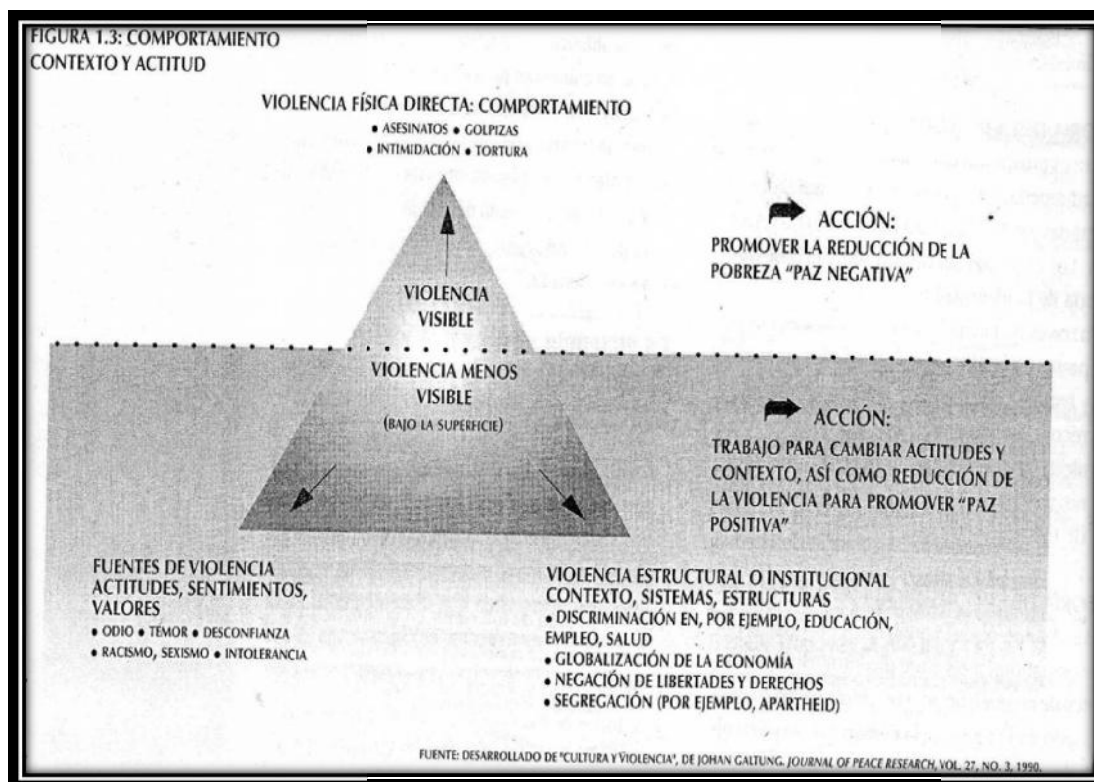 FIGURA 1.3: COMPORTAMIENTO
CONTEXTO Y ACTITUD
VIOLENCIA FÍSICA DIRECTA: COMPORTAMIENTO
• ASESINATOS • GOLPIZAS
• INTIMIDACIÓN • TORTURA
VIOLENCIA
VISIBLE
ACCIÓN:
PROMOVER LA REDUCCIÓN DE LA
POBREZA “PAZ NEGATIVA”
VIOLENCIA MENOS
VISIBLE
(BAJO LA SUPERFICIE)
ACCIÓN:
TRABAJO PARA CAMBIAR ACTITUDES Y
CONTEXTO, ASÍ COMO REDUCCIÓN DE
LA VIOLENCIA PARA PROMOVER “PAZ
POSITIVA”
FUENTES DE VIOLENCIA
ACTITUDES, SENTIMIENTOS,
VALORES
• ODIO • TEMOR • DESCONFIANZA
• RACISMO, SEXISMO • INTOLERANCIA
VIOLENCIA ESTRUCTURAL O INSTITUCIONAL
CONTEXTO, SISTEMAS, ESTRUCTURAS
• DISCRIMINACIÓN EN, POR EJEMPLO, EDUCACIÓN,
EMPLEO, SALUD
• GLOBALIZACIÓN DE LA ECONOMÍA
• NEGACIÓN DE LIBERTADES Y DERECHOS
• SEGREGACIÓN (POR EJEMPLO, APARTHEID)
FUENTE: DESARROLLADO DE "CULTURA Y VIOLENCIA", DE JOHAN GALTUNG. JOURNAL OF PEACE RESEARCH, VOL. 27, NO. 3, 1990.